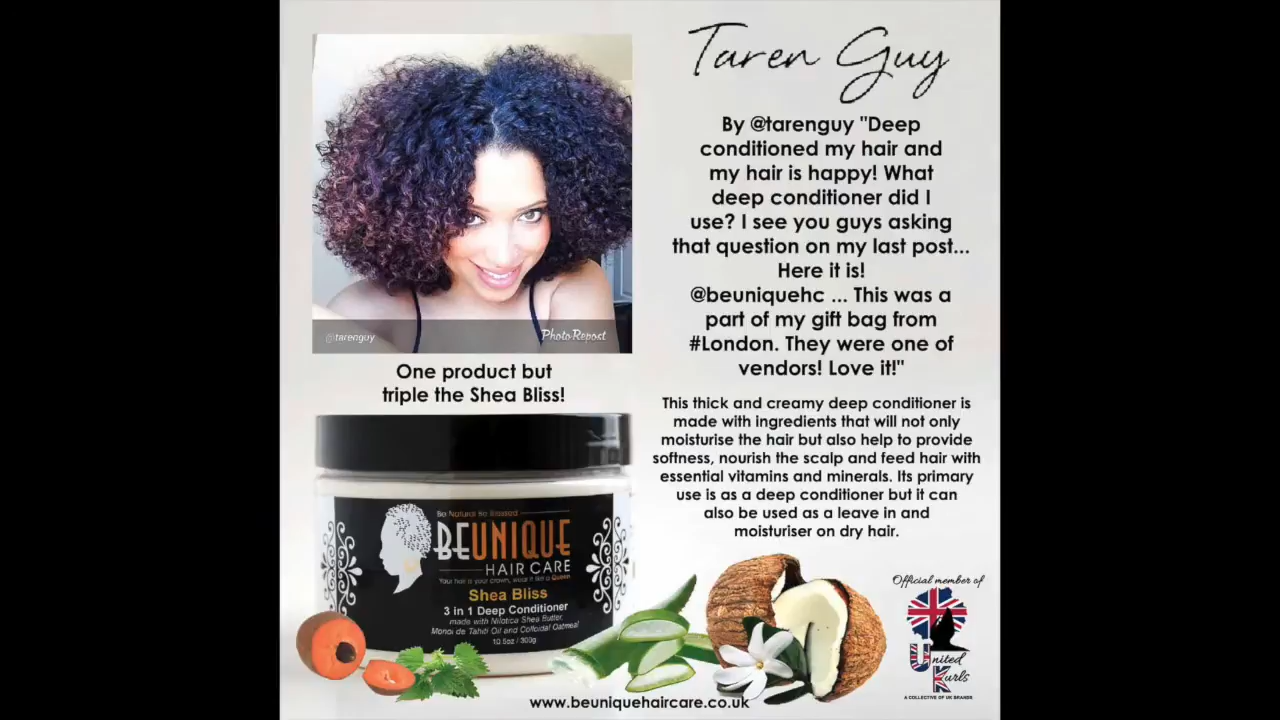 Taren Guy
By @tarenguy "Deep
conditioned my hair and
my hair is happy! What
deep conditioner did I
use? I see you guys asking
that question on my last post...
Here it is!
@beuniquehc ... This was a
part of my gift bag from
#London. They were one of
vendors! Love it!"
@tarenguy
PhotoRepost
One product but
triple the Shea Bliss!
This thick and creamy deep conditioner is
made with ingredients that will not only
moisturise the hair but also help to provide
softness, nourish the scalp and feed hair with
essential vitamins and minerals. Its primary
use is as a deep conditioner but it can
also be used as a leave in and
moisturiser on dry hair.
Be Natural Be Blessed
BEUNIQUE
HAIR CARE
Your hair is your crown, wear it like a Queen
Shea Bliss
3 in 1 Deep Conditioner
made with Nilotica Shea Butter,
Monoi de Tahiti Oil and Colloidal Oatmeal
10.5oz / 300g
Official member of
United
Kurls
A COLLECTIVE OF UK BRANDS
www.beuniquehaircare.co.uk